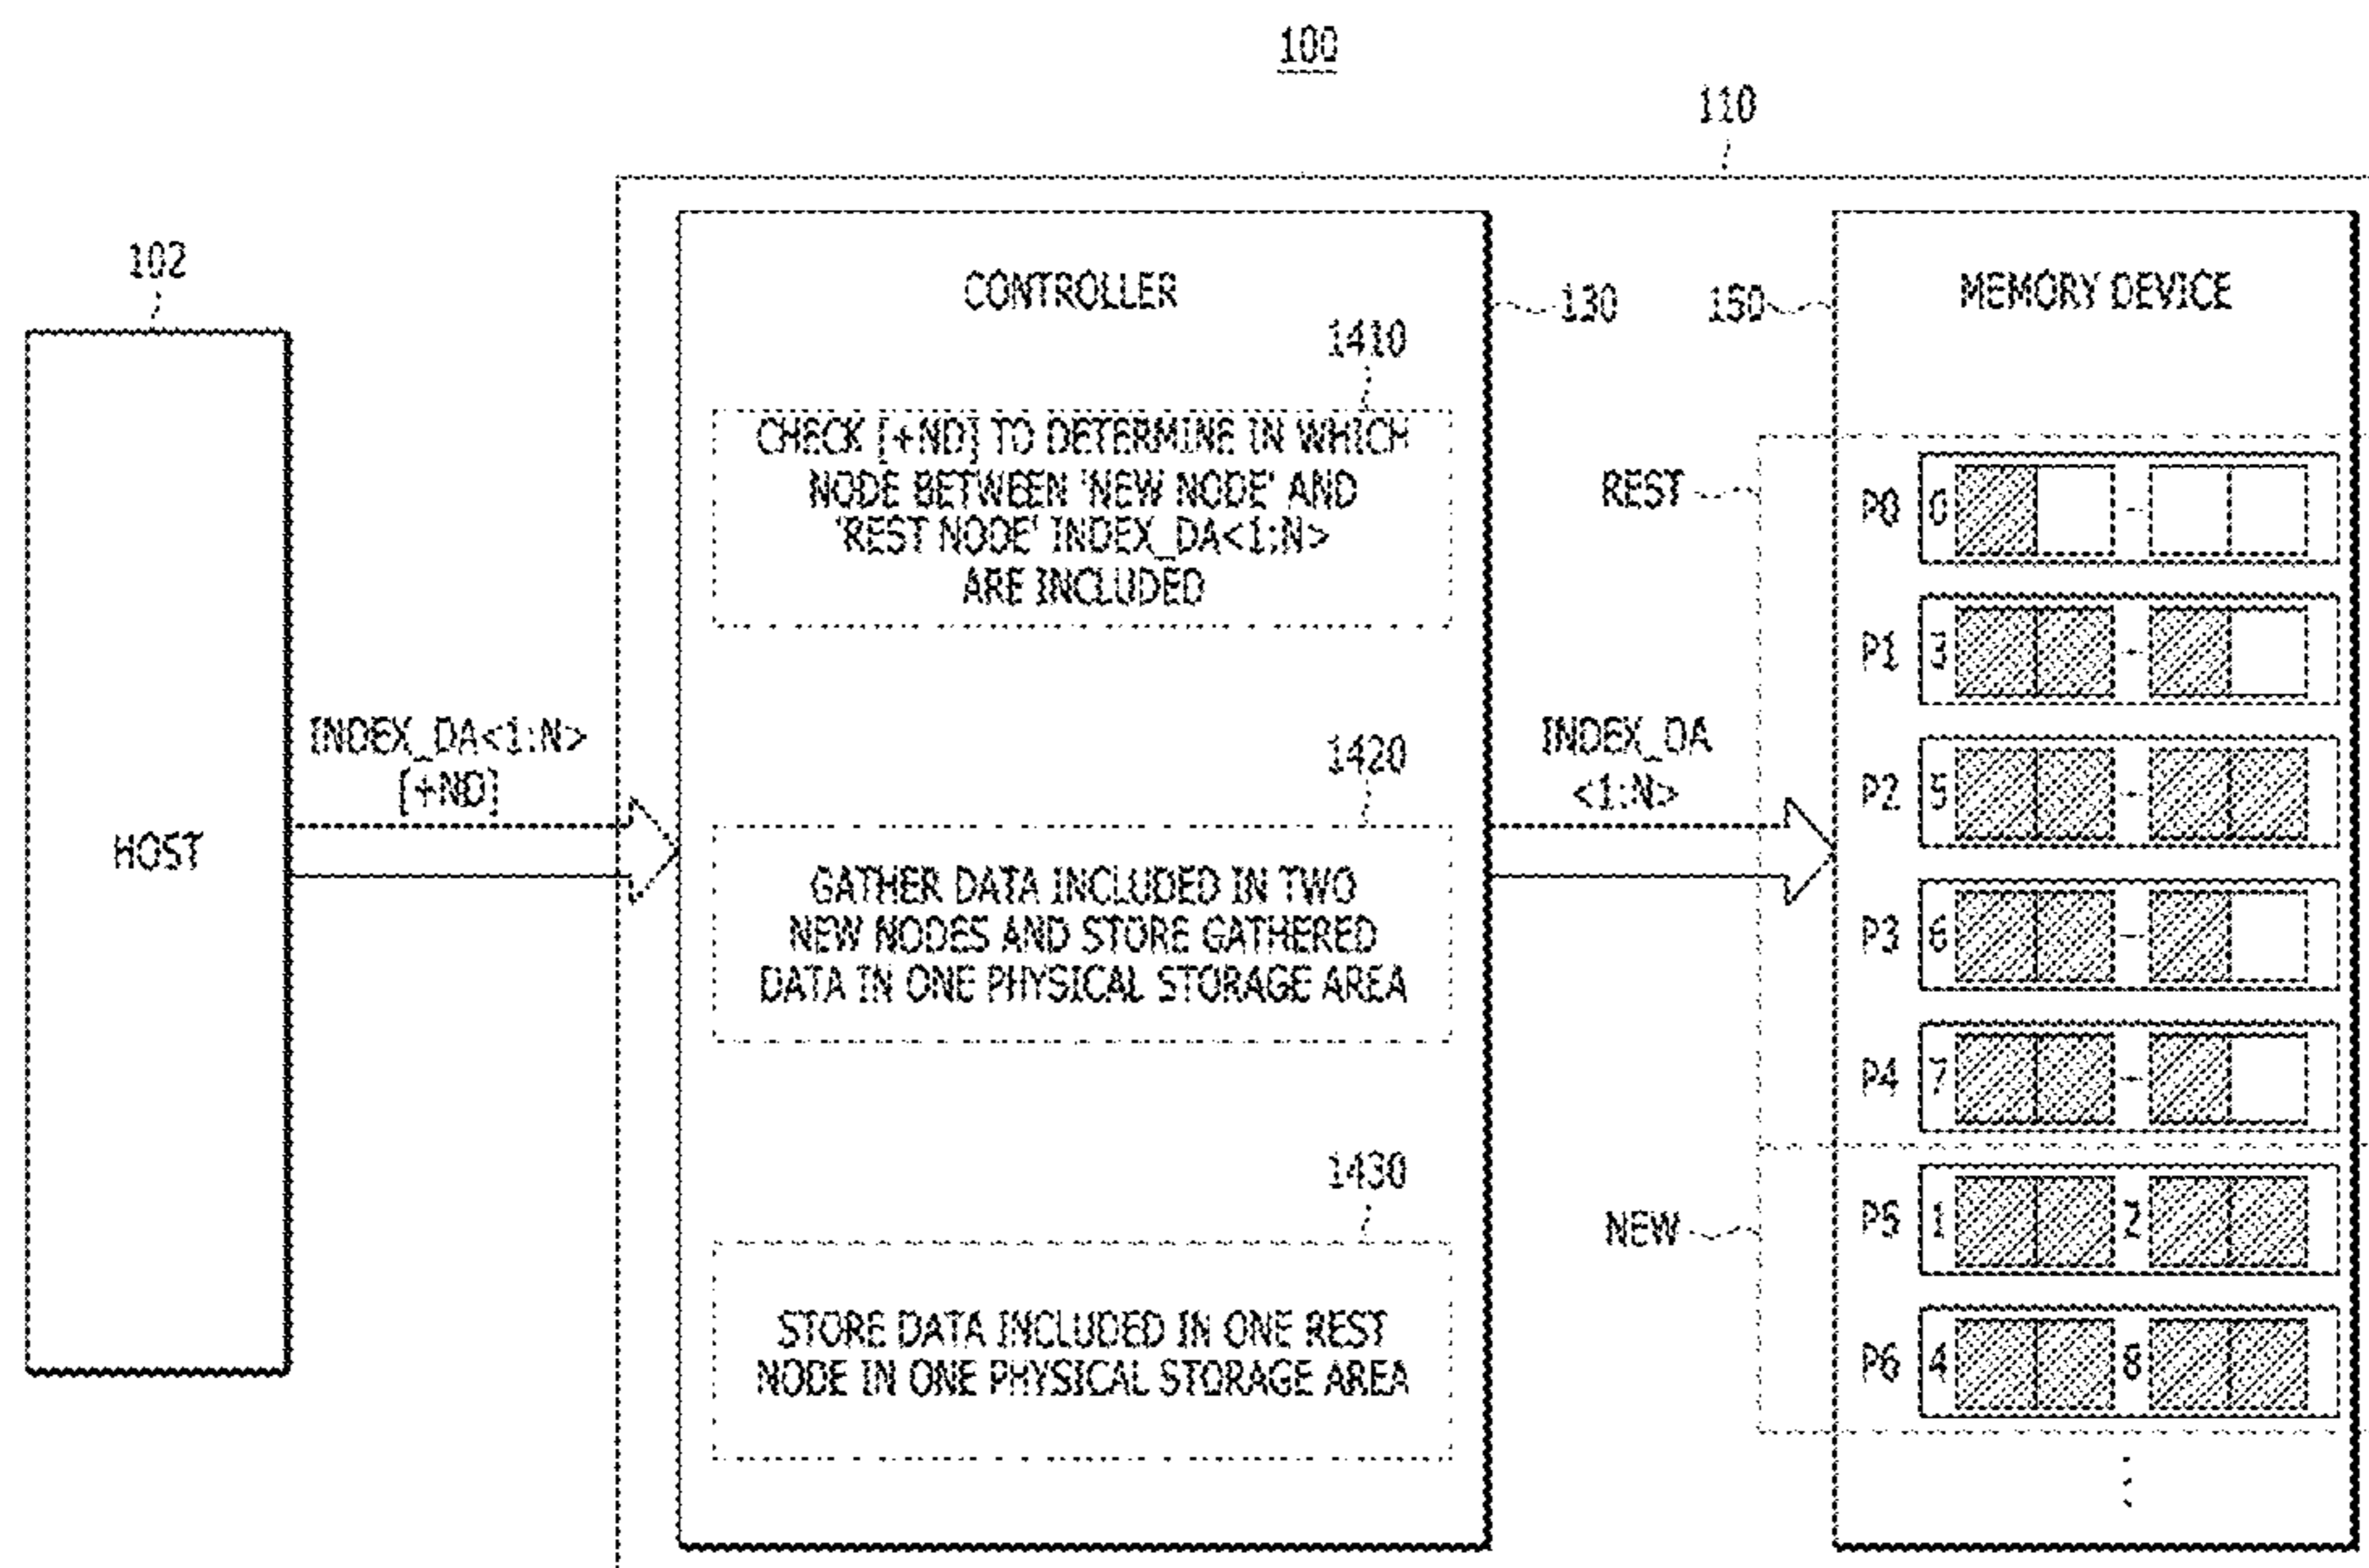 100
110
102
CONTROLLER
130
150
MEMORY DEVICE
1410
CHECK [+ND] TO DETERMINE IN WHICH
NODE BETWEEN 'NEW NODE' AND
'REST NODE' INDEX_DA<1:N>
ARE INCLUDED
REST
P0 0 -
P1 3 -
INDEX_DA<1:N>
[+ND]
1420
INDEX_DA
<1:N>
P2 5 -
HOST
GATHER DATA INCLUDED IN TWO
NEW NODES AND STORE GATHERED
DATA IN ONE PHYSICAL STORAGE AREA
P3 6 -
P4 7 -
1430
NEW
P5 1 2
STORE DATA INCLUDED IN ONE REST
NODE IN ONE PHYSICAL STORAGE AREA
P6 4 8